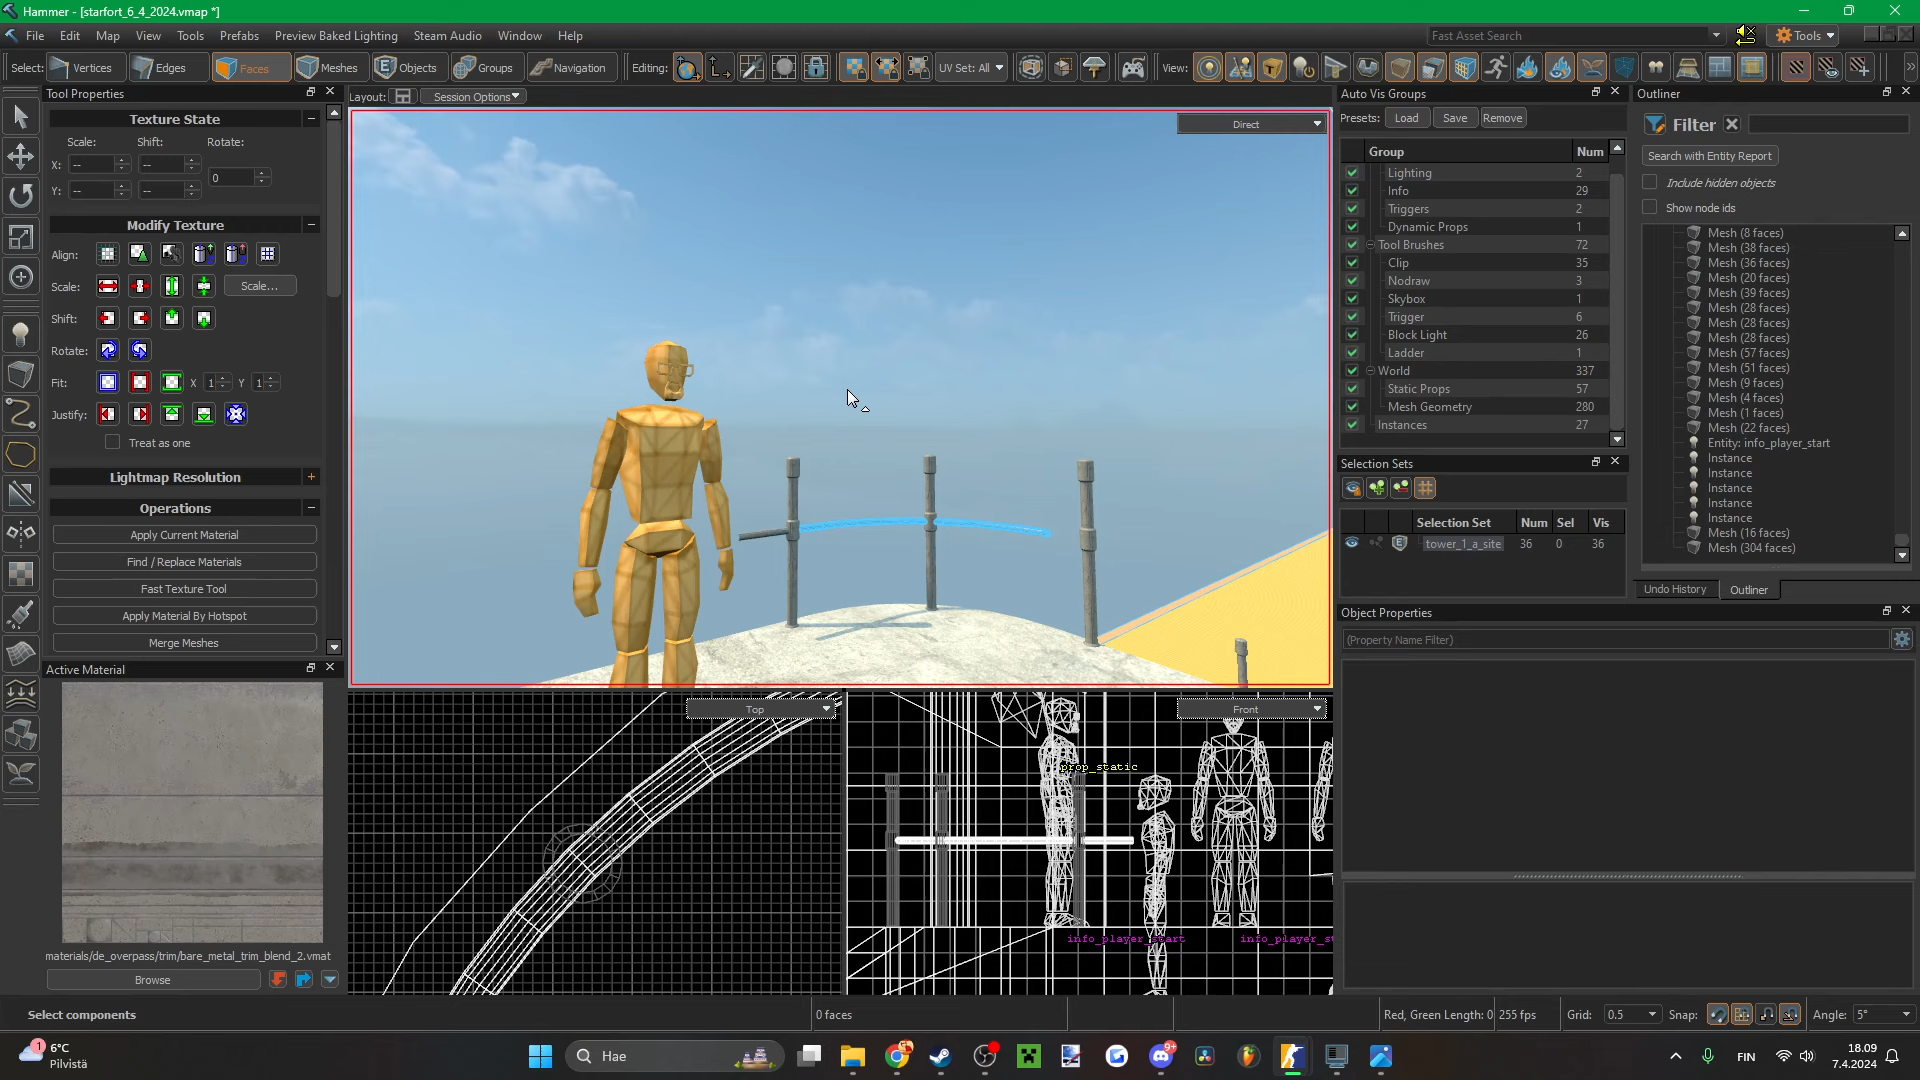 Hammer - [starfort_6_4_2024.vmap *]
File Edit Map View Tools Prefabs Preview Baked Lighting Steam Audio Window Help
Fast Asset Search
Tools
Select: Vertices Edges Faces Meshes Objects Groups Navigation Editing: UV Set: All View:
Tool Properties
Layout: Session Options
Texture State
Scale: Shift: Rotate:
X: -- -- 0
Y: -- --
Modify Texture
Align:
Scale: Scale...
Shift:
Rotate:
Fit: X 1 Y 1
Justify:
Treat as one
Lightmap Resolution
Operations
Apply Current Material
Find / Replace Materials
Fast Texture Tool
Apply Material By Hotspot
Merge Meshes
Active Material
materials/de_overpass/trim/bare_metal_trim_blend_2.vmat
Browse
Direct
Top
Front
prop_static
info_player_start
info_player_st
Auto Vis Groups
Presets: Load Save Remove
Group Num
Lighting 2
Info 29
Triggers 2
Dynamic Props 1
Tool Brushes 72
Clip 35
Nodraw 3
Skybox 1
Trigger 6
Block Light 26
Ladder 1
World 337
Static Props 57
Mesh Geometry 280
Instances 27
Selection Sets
Selection Set Num Sel Vis
tower_1_a_site 36 0 36
Outliner
Filter
Search with Entity Report
Include hidden objects
Show node ids
Mesh (8 faces)
Mesh (38 faces)
Mesh (36 faces)
Mesh (20 faces)
Mesh (39 faces)
Mesh (28 faces)
Mesh (28 faces)
Mesh (28 faces)
Mesh (57 faces)
Mesh (51 faces)
Mesh (9 faces)
Mesh (4 faces)
Mesh (1 faces)
Mesh (22 faces)
Entity: info_player_start
Instance
Instance
Instance
Instance
Instance
Mesh (16 faces)
Mesh (304 faces)
Undo History Outliner
Object Properties
(Property Name Filter)
Select components 0 faces Red, Green Length: 0 255 fps Grid: 0.5 Snap: Angle: 5°
1
6°C
Pilvistä
Hae
9+
FIN
18.09
7.4.2024